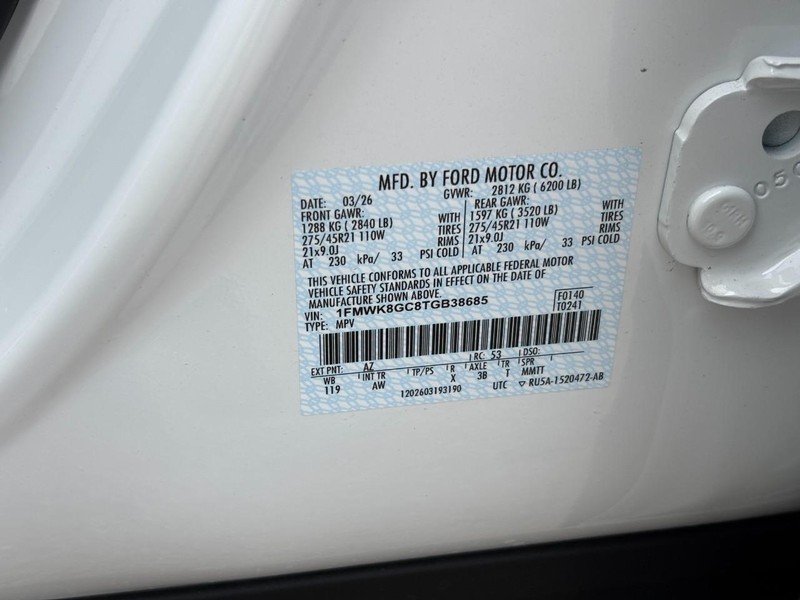 MFD. BY FORD MOTOR CO.
DATE: 03/26 GVWR: 2812 KG ( 6200 LB)
FRONT GAWR: REAR GAWR:
1288 KG ( 2840 LB) WITH 1597 KG ( 3520 LB) WITH
275/45R21 110W TIRES 275/45R21 110W TIRES
21x9.0J RIMS 21x9.0J RIMS
AT 230 kPa/ 33 PSI COLD AT 230 kPa/ 33 PSI COLD
THIS VEHICLE CONFORMS TO ALL APPLICABLE FEDERAL MOTOR
VEHICLE SAFETY STANDARDS IN EFFECT ON THE DATE OF
MANUFACTURE SHOWN ABOVE.
VIN: 1FMWK8GC8TGB38685 F0140
TYPE: MPV T0241
EXT PNT: AZ RC: 53 DSO:
WB INT TR TP/PS R AXLE TR SPR
119 AW X 3B T MMTT
1202603193190 UTC ▽ RU5A-1520472-AB
050